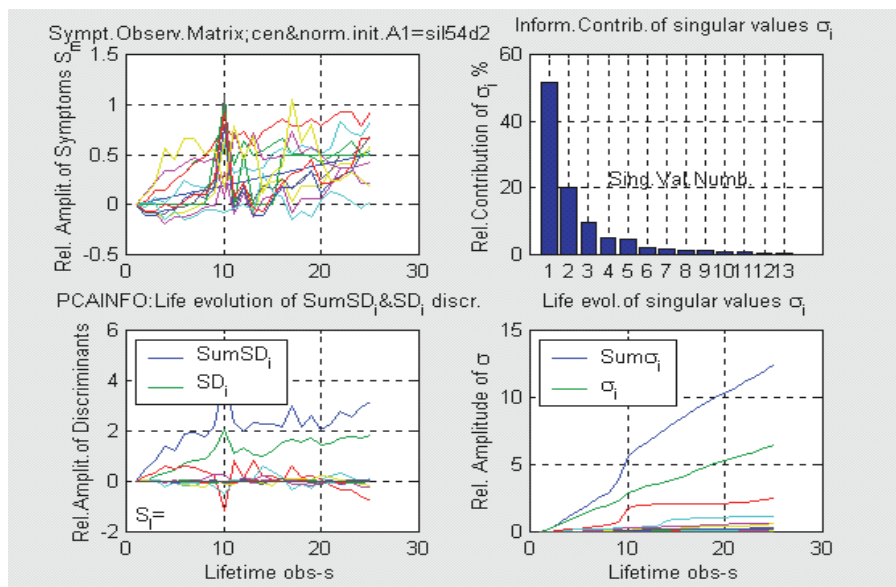 Sympt.Observ.Matrix;cen&norm.init.A1=sil54d2
Rel. Amplit.of Symptoms Sm
1.5
1
0.5
0
-0.5
0
10
20
30
Inform.Contrib.of singular values σi
Rel.Contribution of σi %
60
40
20
0
Sing.Val.Numb.
1 2 3 4 5 6 7 8 9 10 11 12 13
PCAINFO:Life evolution of SumSDi&SDi discr.
Rel.Amplit.of Discriminants
6
4
2
0
-2
SumSDi
SDi
Si=
0
10
20
30
Lifetime obs-s
Life evol.of singular values σi
Rel. Amplitude of σ
15
10
5
0
Sumσi
σi
0
10
20
30
Lifetime obs-s